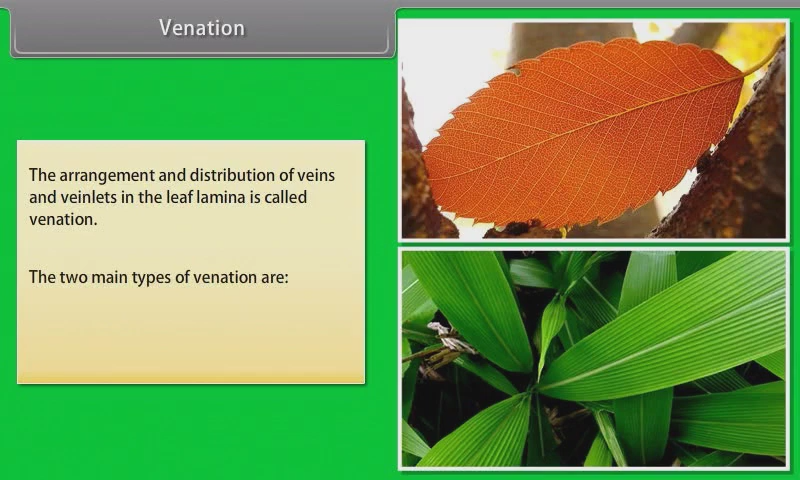 Venation
The arrangement and distribution of veins
and veinlets in the leaf lamina is called
venation.
The two main types of venation are: